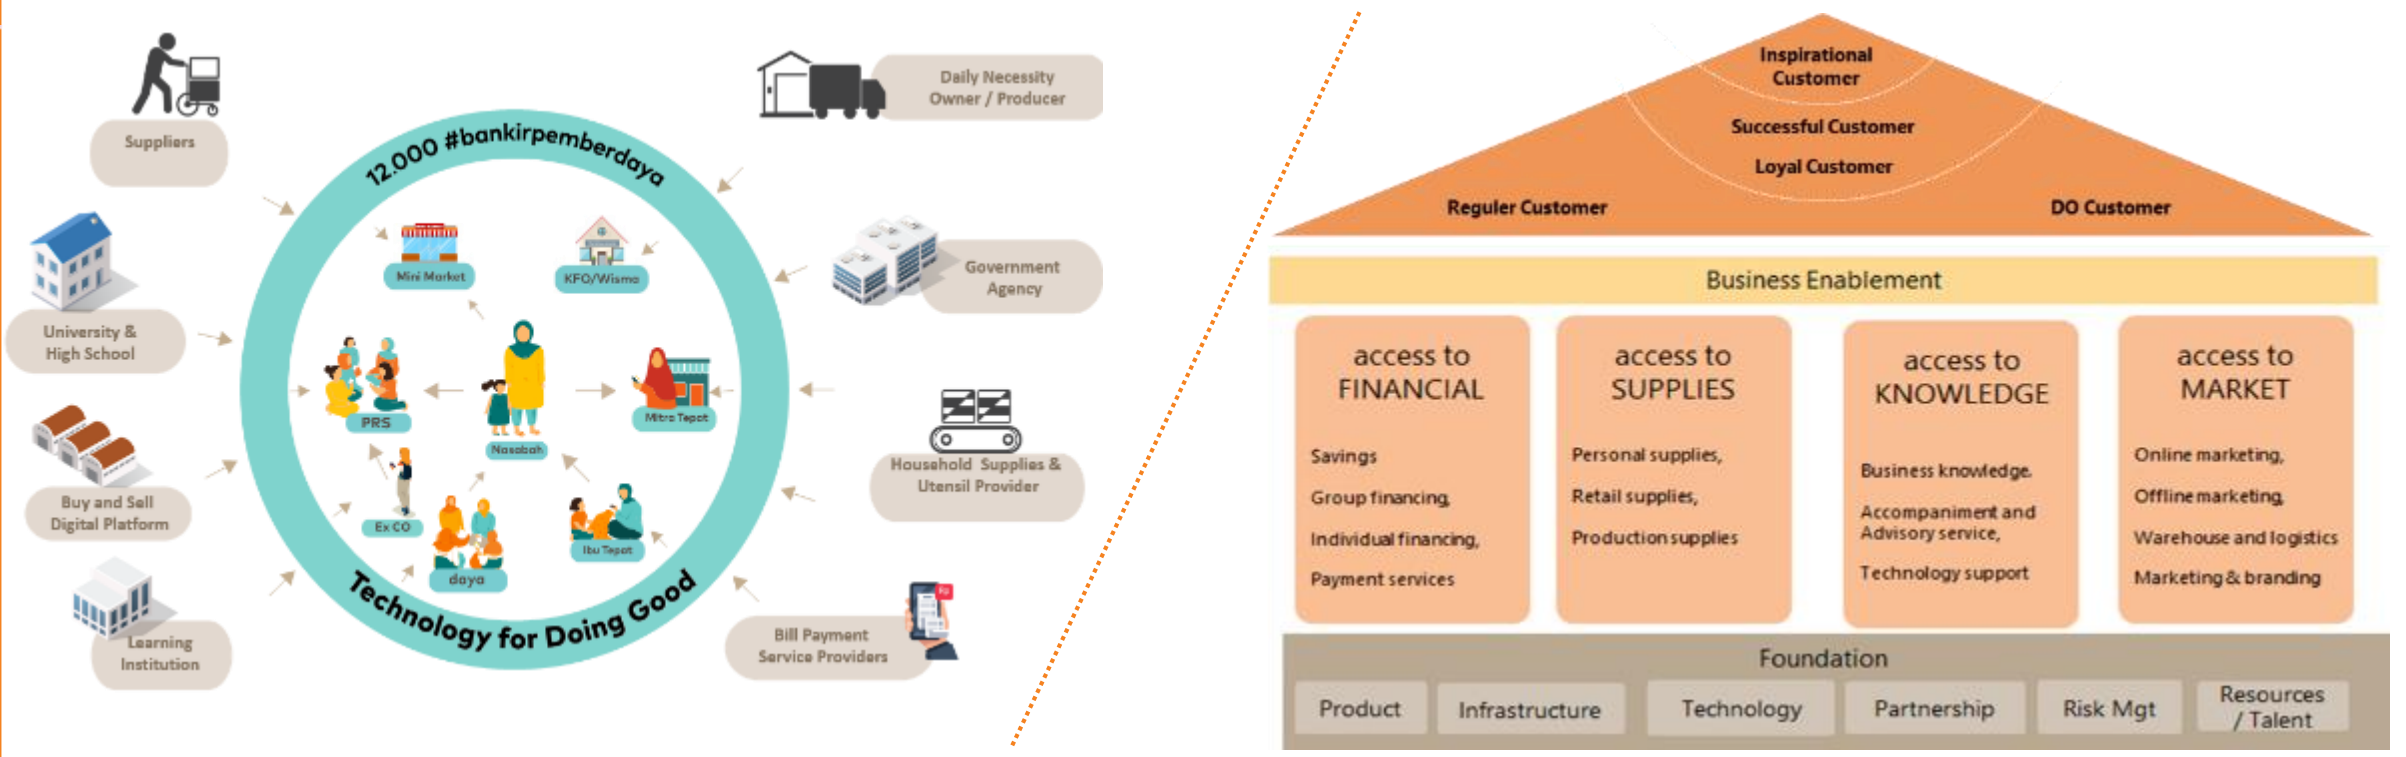 Suppliers
University &
High School
Buy and Sell
Digital Platform
Learning
Institution
12.000 #bankirpemberdaya
Mini Market
KFO/Wisma
PRS
Nasabah
Mitra Tepat
Ex CO
daya
Ibu Tepat
Technology for Doing Good
Daily Necessity
Owner / Producer
Government
Agency
Household Supplies &
Utensil Provider
Rp
Bill Payment
Service Providers
Inspirational
Customer
Successful Customer
Loyal Customer
Reguler Customer
DO Customer
Business Enablement
access to
FINANCIAL
Savings
Group financing,
Individual financing,
Payment services
access to
SUPPLIES
Personal supplies,
Retail supplies,
Production supplies
access to
KNOWLEDGE
Business knowledge.
Accompaniment and
Advisory service,
Technology support
access to
MARKET
Online marketing,
Offline marketing,
Warehouse and logistics
Marketing & branding
Foundation
Product
Infrastructure
Technology
Partnership
Risk Mgt
Resources
/ Talent